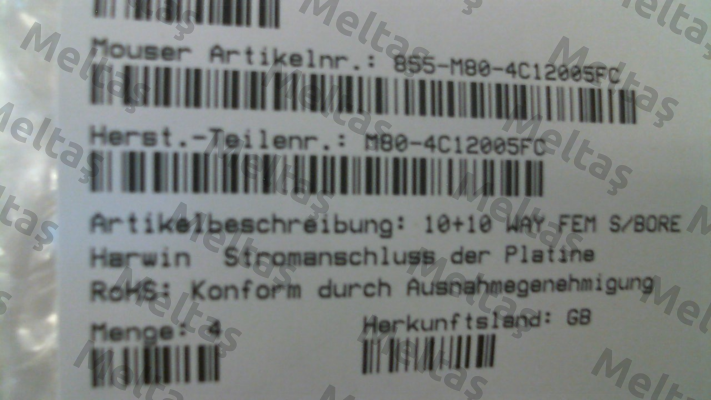 Mouser Artikelnr.: 855-M80-4C12005FC
Herst.-Teilenr.: M80-4C12005FC
Artikelbeschreibung: 10+10 WAY FEM S/BORE
Harwin Stromanschluss der Platine
RoHS: Konform durch Ausnahmegenehmigung
Menge: 4 Herkunftsland: GB
Meltaş